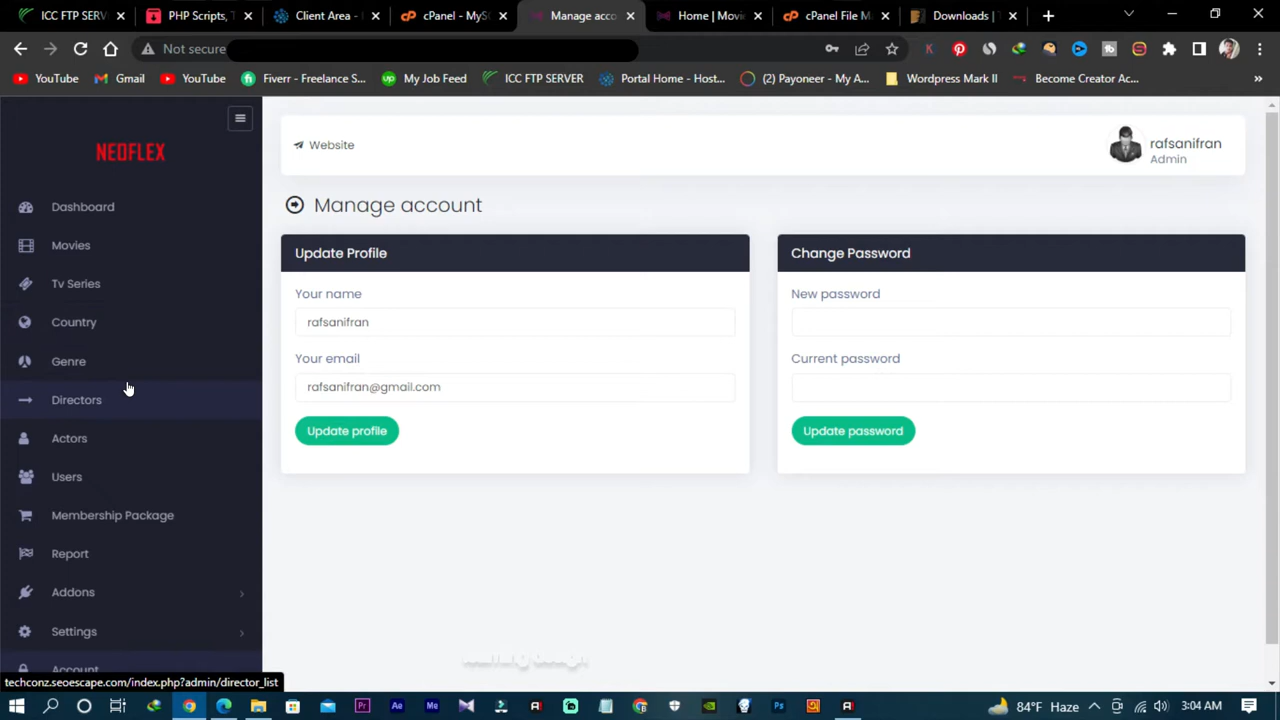 ICC FTP SERVER
PHP Scripts, T
Client Area -
cPanel - MyS
Manage acco
Home | Movi
cPanel File M
Downloads | T
Not secure
YouTube
Gmail
YouTube
Fiverr - Freelance S...
My Job Feed
ICC FTP SERVER
Portal Home - Host...
(2) Payoneer - My A...
Wordpress Mark II
Become Creator Ac...
NEOFLEX
Dashboard
Movies
Tv Series
Country
Genre
Directors
Actors
Users
Membership Package
Report
Addons
Settings
Account
Website
rafsanifran
Admin
Manage account
Update Profile
Your name
rafsanifran
Your email
rafsanifran@gmail.com
Update profile
Change Password
New password
Current password
Update password
techconz.seoescape.com/index.php?admin/director_list
84°F Haze
3:04 AM